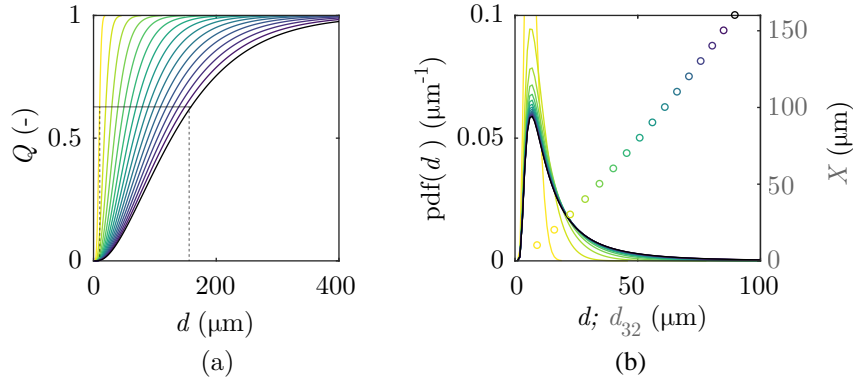 1
0.5
0
Q (-)
0 200 400
d (µm)
(a)
0.1
0.05
0
pdf(d ) (µm⁻¹)
150
100
50
0
X (µm)
0 50 100
d; d₃₂ (µm)
(b)